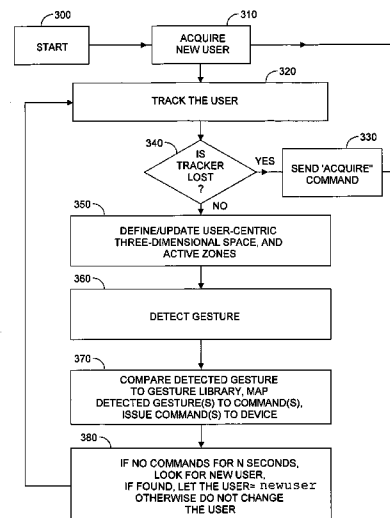 300
START
310
ACQUIRE
NEW USER
320
TRACK THE USER
340
IS
TRACKER
LOST
?
YES
330
SEND 'ACQUIRE"
COMMAND
NO
350
DEFINE/UPDATE USER-CENTRIC
THREE-DIMENSIONAL SPACE, AND
ACTIVE ZONES
360
DETECT GESTURE
370
COMPARE DETECTED GESTURE
TO GESTURE LIBRARY, MAP
DETECTED GESTURE(S) TO COMMAND(S),
ISSUE COMMAND(S) TO DEVICE
380
IF NO COMMANDS FOR N SECONDS,
LOOK FOR NEW USER,
IF FOUND, LET THE USER= newuser
OTHERWISE DO NOT CHANGE
THE USER